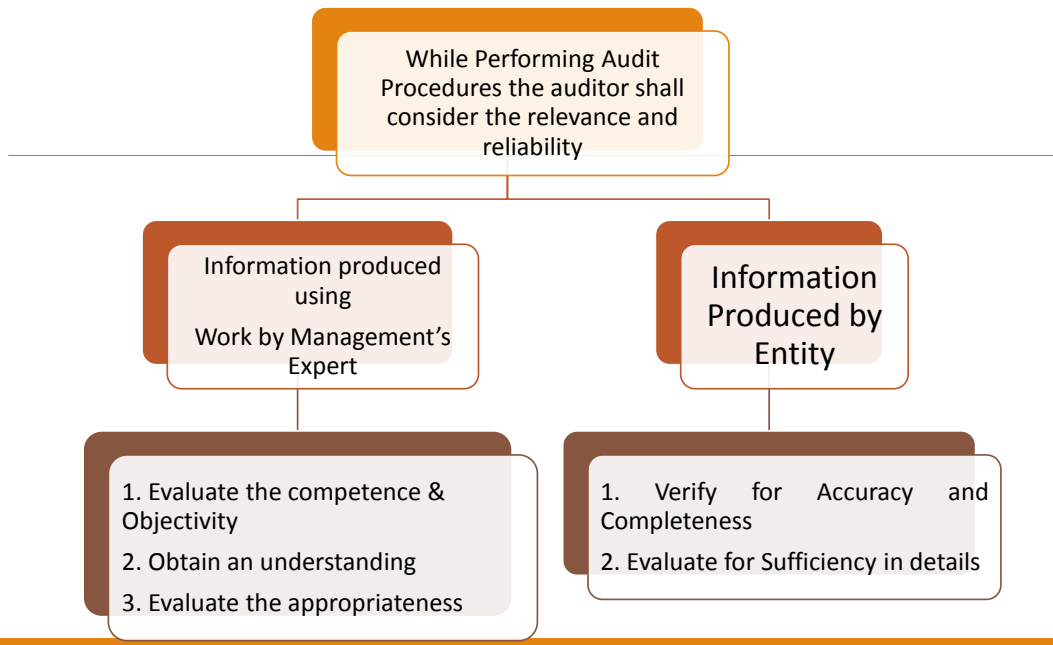 While Performing Audit
Procedures the auditor shall
consider the relevance and
reliability
Information produced
using
Work by Management’s
Expert
Information
Produced by
Entity
1. Evaluate the competence &
Objectivity
2. Obtain an understanding
3. Evaluate the appropriateness
1. Verify for Accuracy and
Completeness
2. Evaluate for Sufficiency in details